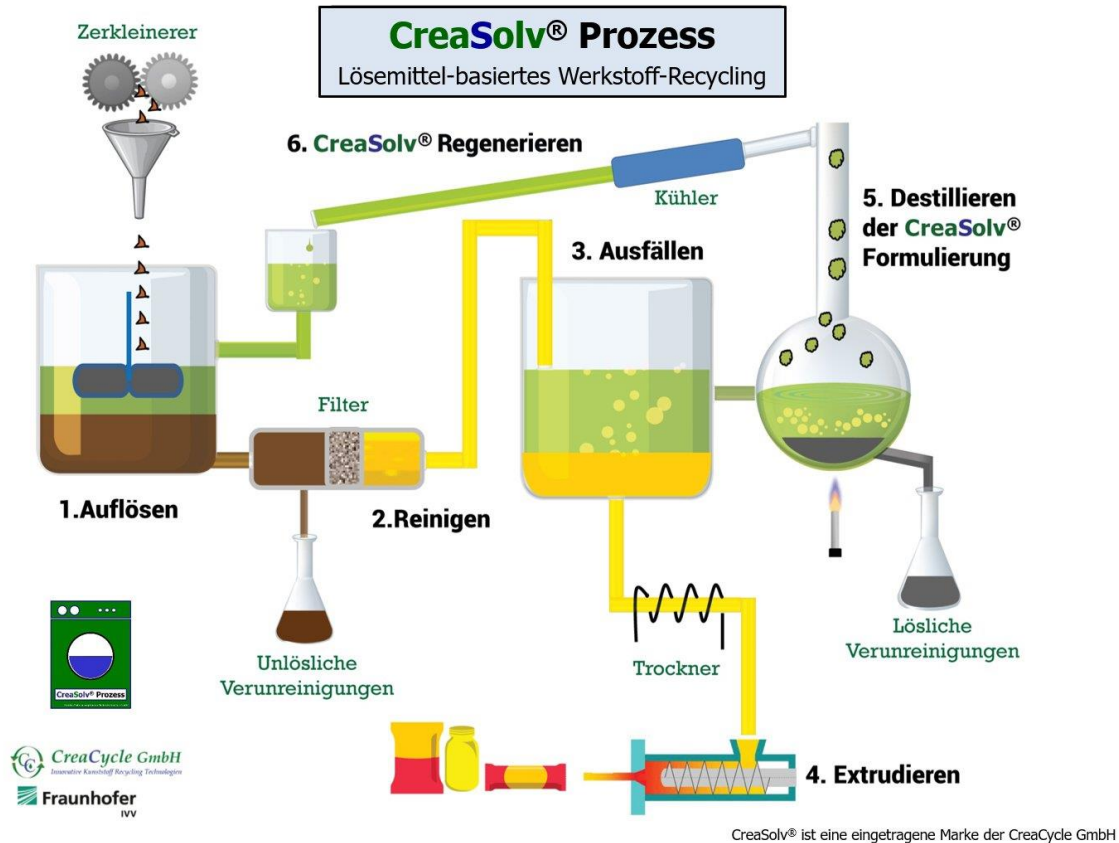 Zerkleinerer
CreaSolv® Prozess
Lösemittel-basiertes Werkstoff-Recycling
6. CreaSolv® Regenerieren
Kühler
5. Destillieren
der CreaSolv®
Formulierung
3. Ausfällen
Filter
1.Auflösen
2.Reinigen
Unlösliche
Verunreinigungen
Trockner
Lösliche
Verunreinigungen
CreaSolv® Prozess
4. Extrudieren
CC
CreaCycle GmbH
Innovative Kunststoff Recycling Technologien
Fraunhofer
IVV
CreaSolv® ist eine eingetragene Marke der CreaCycle GmbH